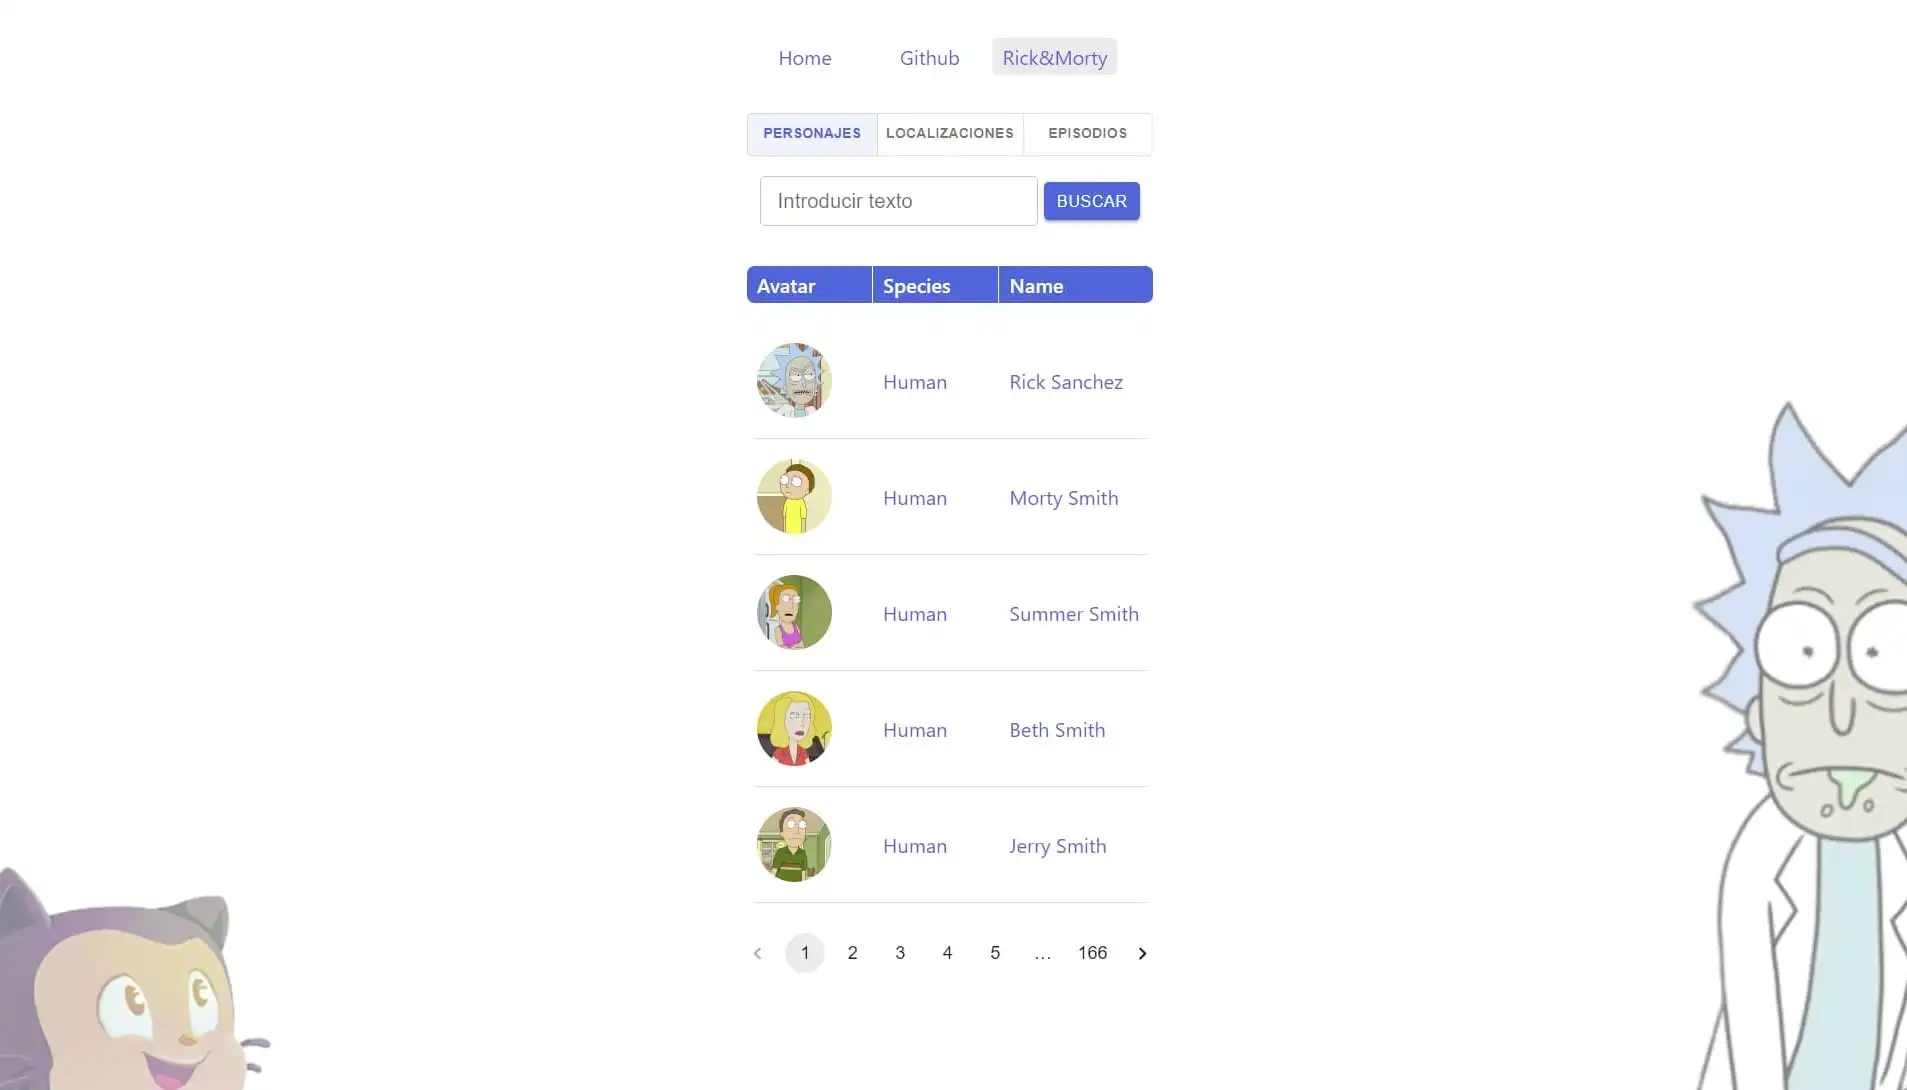 Home Github Rick&Morty
PERSONAJES LOCALIZACIONES EPISODIOS
Introducir texto BUSCAR
Avatar Species Name
Human Rick Sanchez
Human Morty Smith
Human Summer Smith
Human Beth Smith
Human Jerry Smith
1 2 3 4 5 … 166